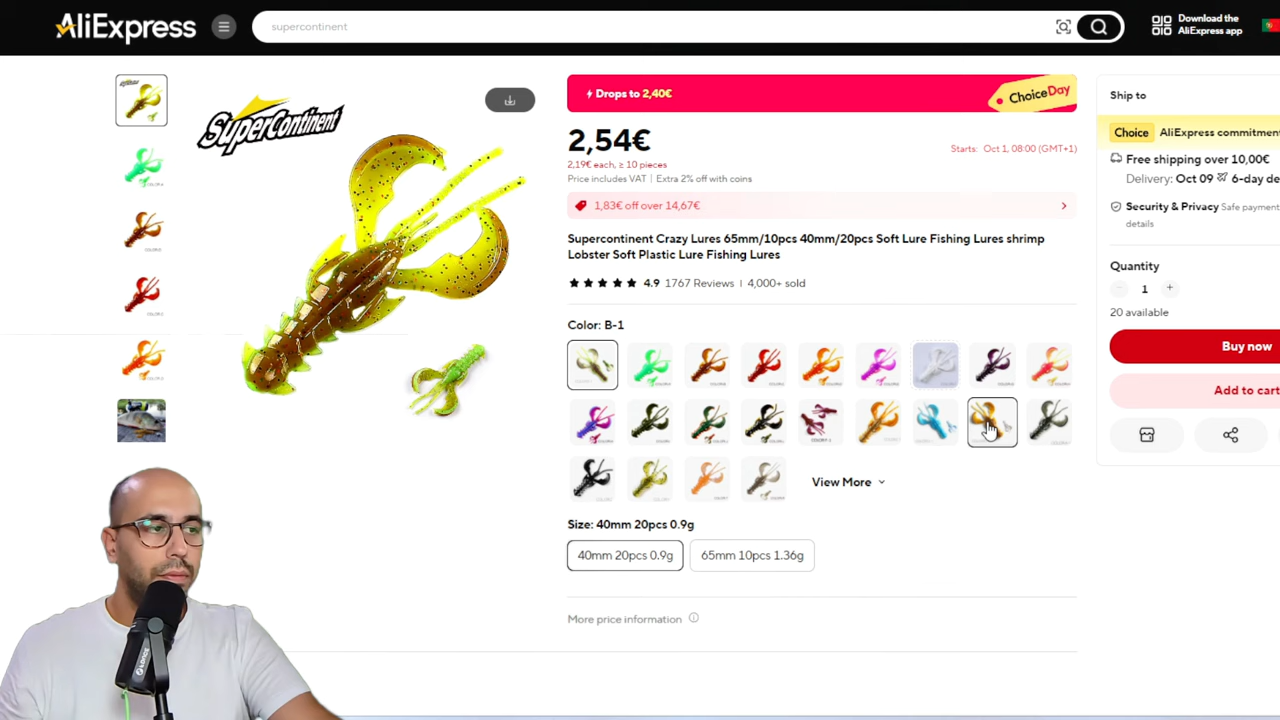 AliExpress
supercontinent
Download the
AliExpress app
SUPERCONTINENT
Drops to 2,40€
ChoiceDay
2,54€
Starts: Oct 1, 08:00 (GMT+1)
2,19€ each, ≥ 10 pieces
Price includes VAT | Extra 2% off with coins
1,83€ off over 14,67€
Supercontinent Crazy Lures 65mm/10pcs 40mm/20pcs Soft Lure Fishing Lures shrimp
Lobster Soft Plastic Lure Fishing Lures
4.9 1767 Reviews | 4,000+ sold
Color: B-1
View More
Size: 40mm 20pcs 0.9g
40mm 20pcs 0.9g
65mm 10pcs 1.36g
More price information
Ship to
Choice AliExpress commitment
Free shipping over 10,00€
Delivery: Oct 09 6-day de
Security & Privacy Safe payment
details
Quantity
- 1 +
20 available
Buy now
Add to cart